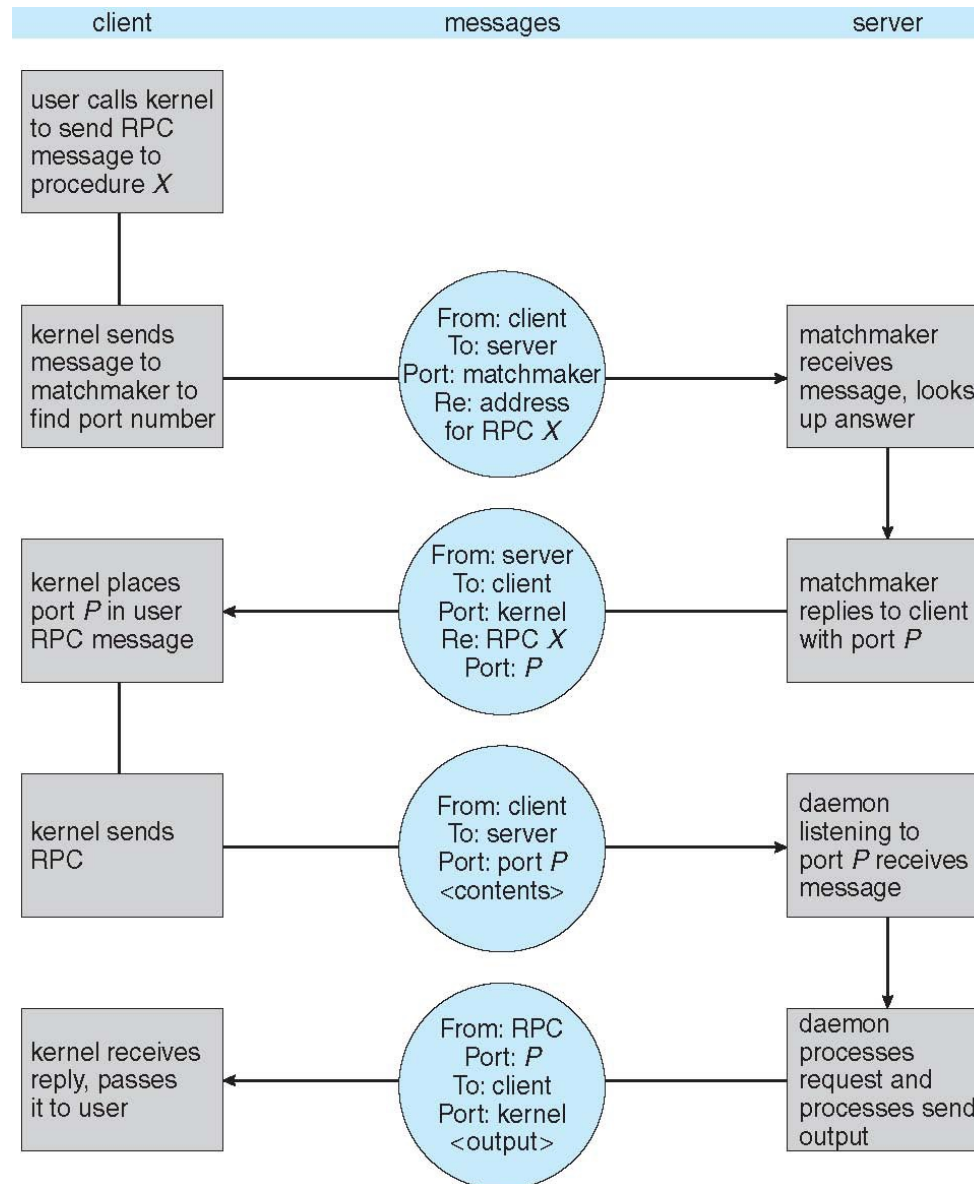 client
messages
server
user calls kernel
to send RPC
message to
procedure X
kernel sends
message to
matchmaker to
find port number
From: client
To: server
Port: matchmaker
Re: address
for RPC X
matchmaker
receives
message, looks
up answer
kernel places
port P in user
RPC message
From: server
To: client
Port: kernel
Re: RPC X
Port: P
matchmaker
replies to client
with port P
kernel sends
RPC
From: client
To: server
Port: port P
<contents>
daemon
listening to
port P receives
message
kernel receives
reply, passes
it to user
From: RPC
Port: P
To: client
Port: kernel
<output>
daemon
processes
request and
processes send
output